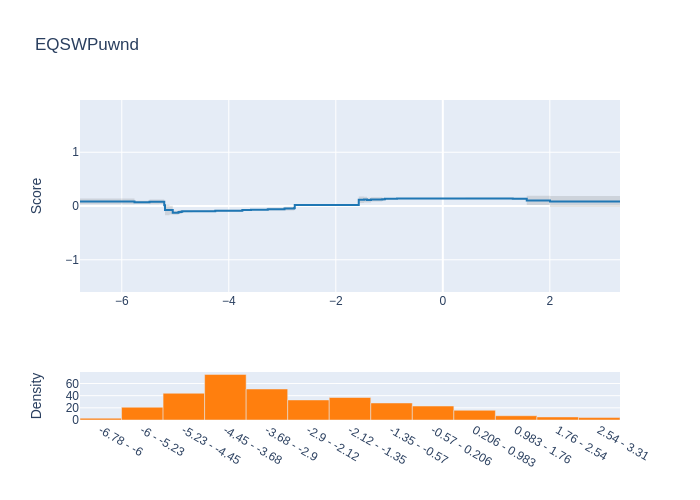 EQSWPuwnd
Score
1
0
−1
−6
−4
−2
0
2
Density
60
40
20
0
-6.78 - -6
-6 - -5.23
-5.23 - -4.45
-4.45 - -3.68
-3.68 - -2.9
-2.9 - -2.12
-2.12 - -1.35
-1.35 - -0.57
-0.57 - 0.206
0.206 - 0.983
0.983 - 1.76
1.76 - 2.54
2.54 - 3.31